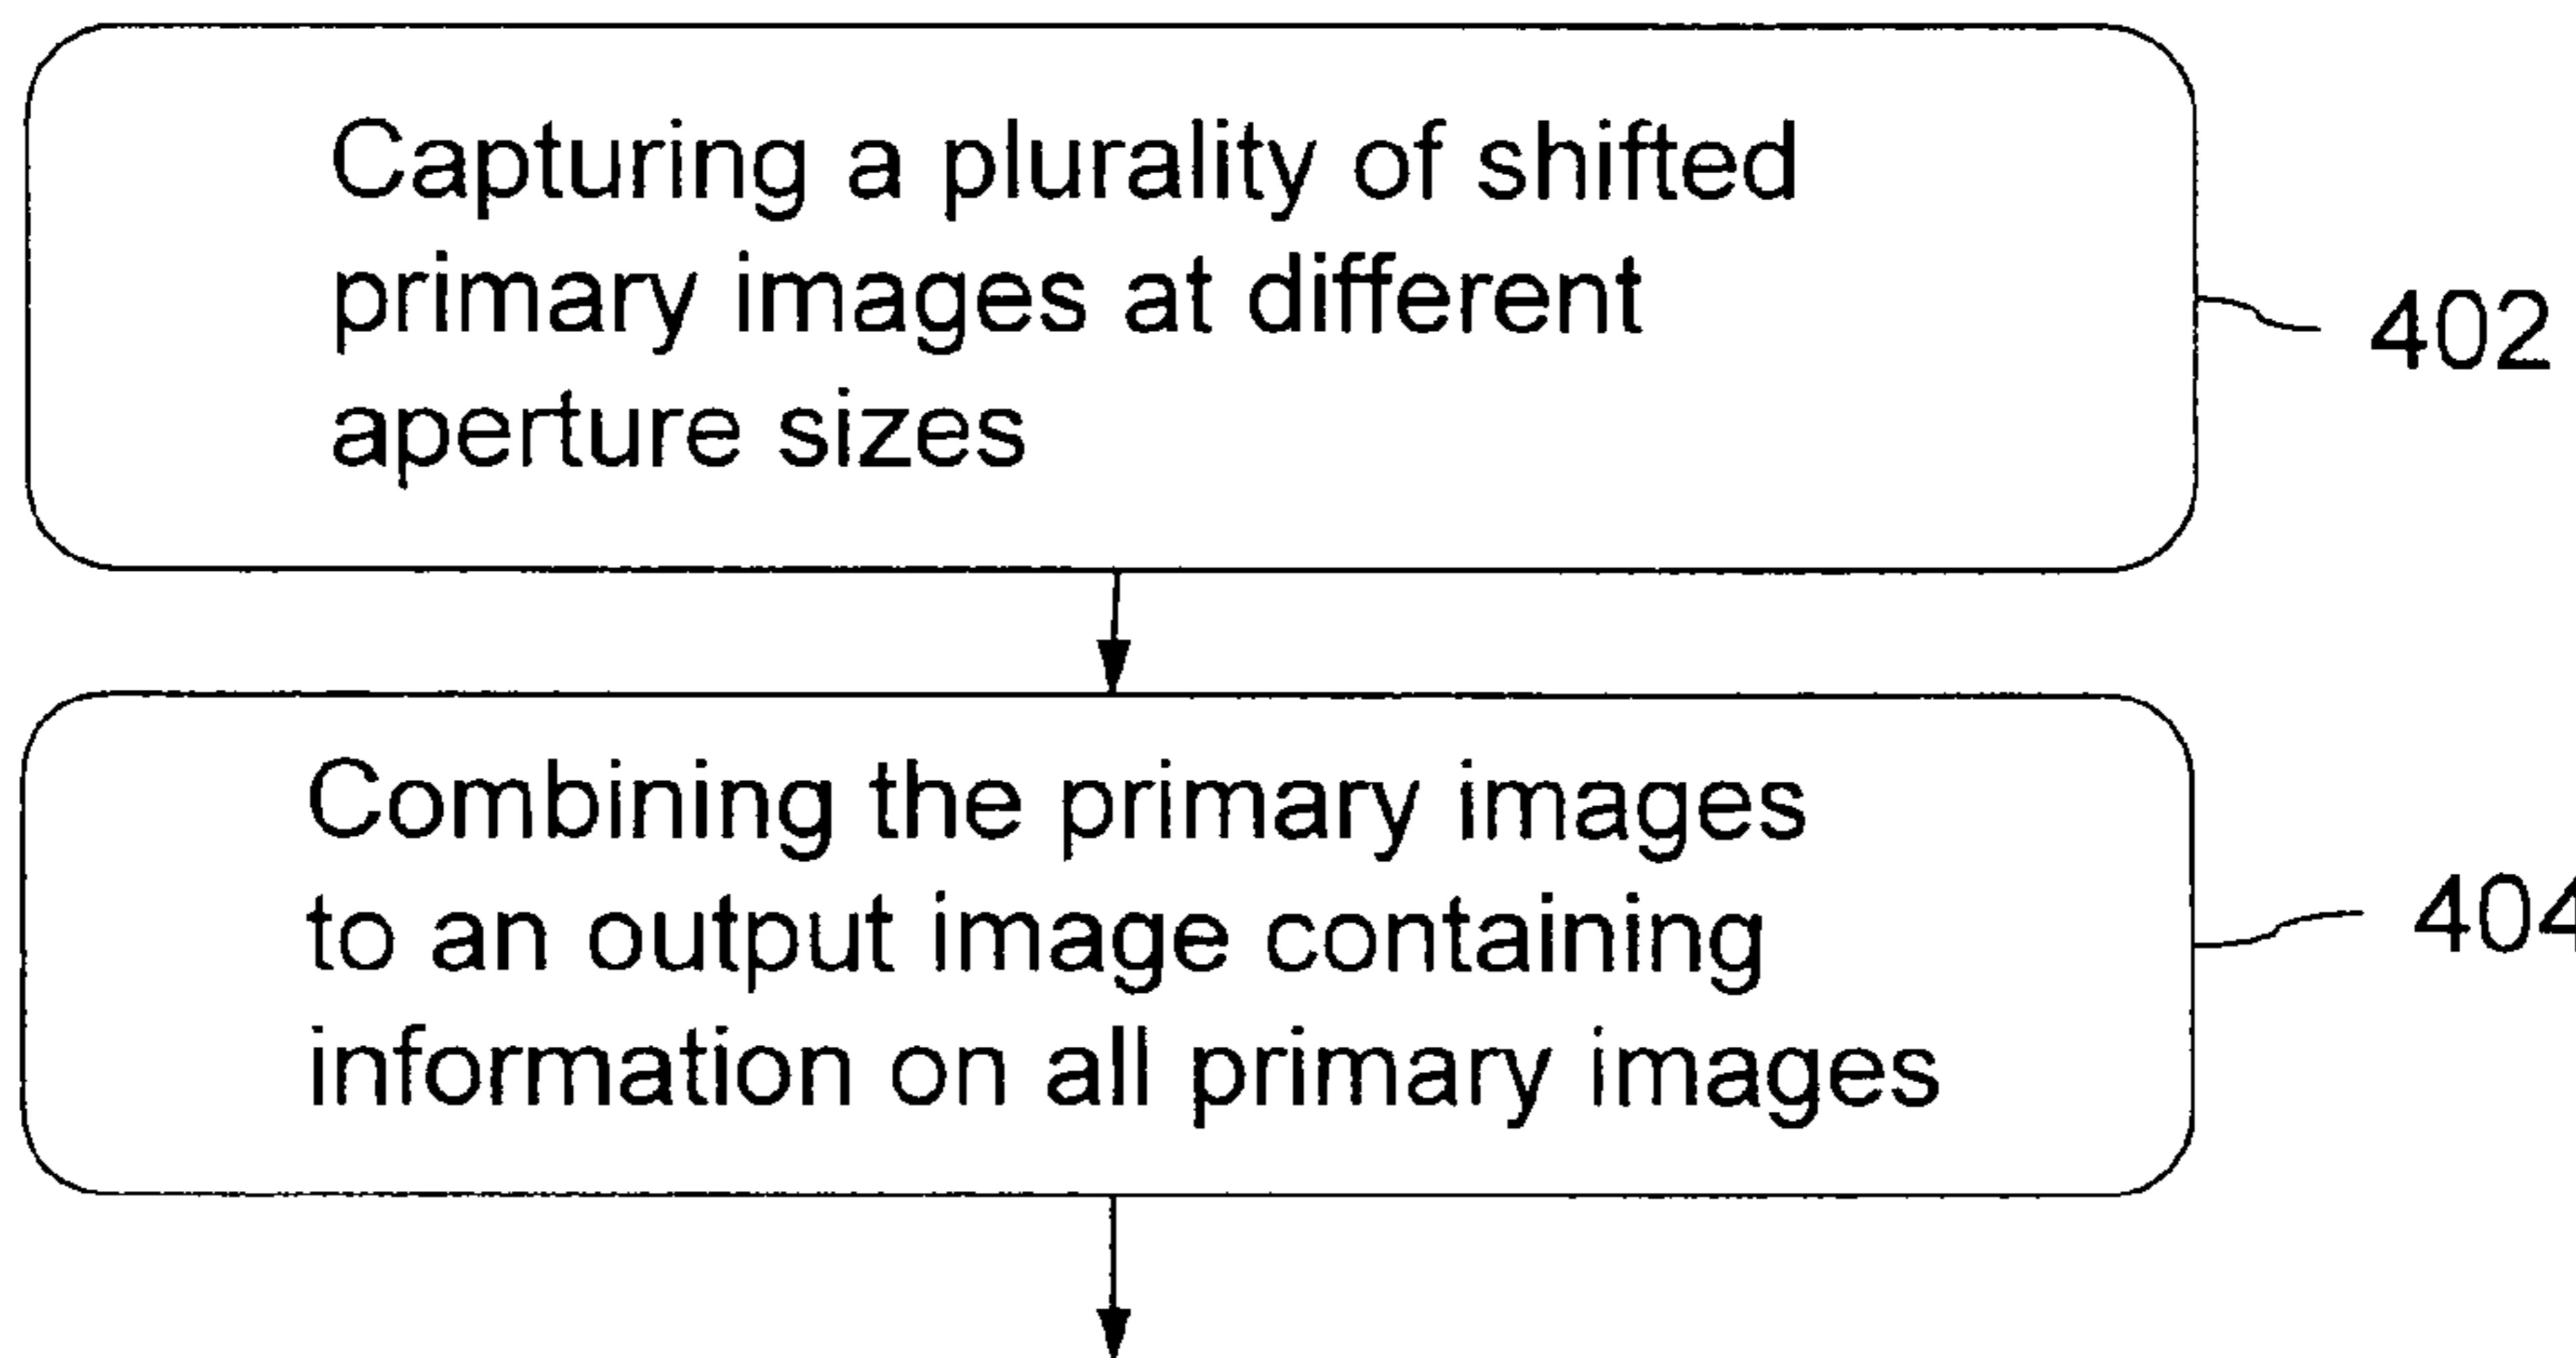 Capturing a plurality of shifted
primary images at different
aperture sizes
402
Combining the primary images
to an output image containing
information on all primary images
404